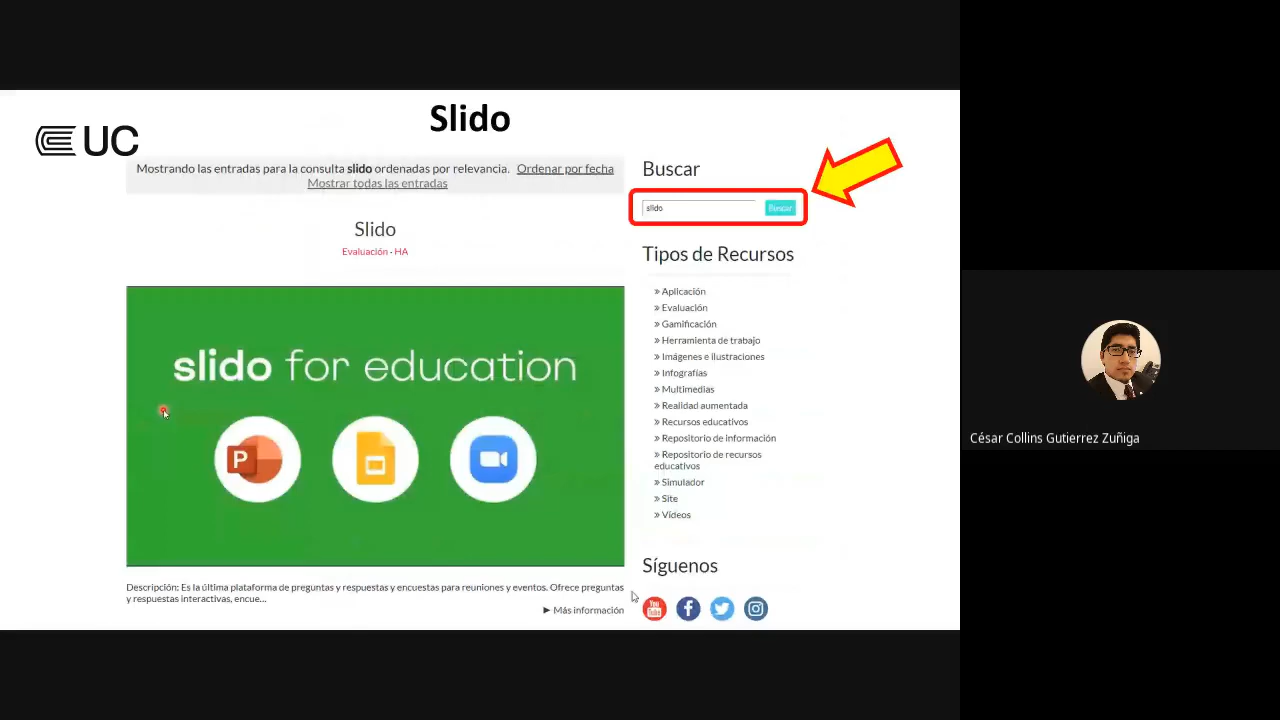 Slido
UC
Mostrando las entradas para la consulta slido ordenadas por relevancia. Ordenar por fecha
Mostrar todas las entradas
Slido
Evaluación · HA
slido for education
P
Descripción: Es la última plataforma de preguntas y respuestas y encuestas para reuniones y eventos. Ofrece preguntas
y respuestas interactivas, encue...
► Más información
Buscar
slido
Buscar
Tipos de Recursos
» Aplicación
» Evaluación
» Gamificación
» Herramienta de trabajo
» Imágenes e ilustraciones
» Infografías
» Multimedias
» Realidad aumentada
» Recursos educativos
» Repositorio de información
» Repositorio de recursos
educativos
» Simulador
» Site
» Vídeos
Síguenos
You
Tube
César Collins Gutierrez Zuñiga